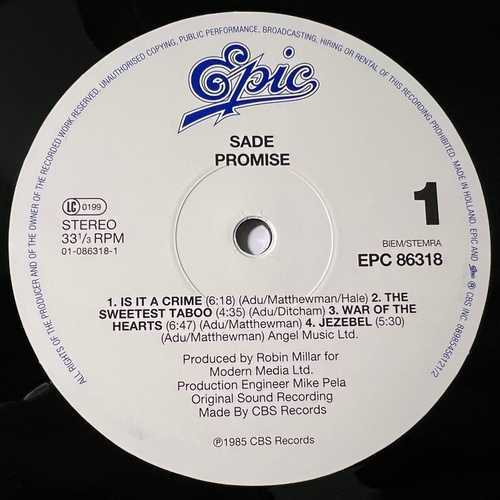 ALL RIGHTS OF THE PRODUCER AND OF THE OWNER OF THE RECORDED WORK RESERVED. UNAUTHORISED COPYING, PUBLIC PERFORMANCE, BROADCASTING, HIRING OR RENTAL OF THIS RECORDING PROHIBITED. MADE IN HOLLAND. EPIC AND Epic ® CBS INC. 88985456121/2
Epic
SADE
PROMISE
LC 0199
STEREO
33⅓ RPM
01-086318-1
1
BIEM/STEMRA
EPC 86318
1. IS IT A CRIME (6:18) (Adu/Matthewman/Hale) 2. THE
SWEETEST TABOO (4:35) (Adu/Ditcham) 3. WAR OF THE
HEARTS (6:47) (Adu/Matthewman) 4. JEZEBEL (5:30)
(Adu/Matthewman) Angel Music Ltd.
Produced by Robin Millar for
Modern Media Ltd.
Production Engineer Mike Pela
Original Sound Recording
Made By CBS Records
℗1985 CBS Records